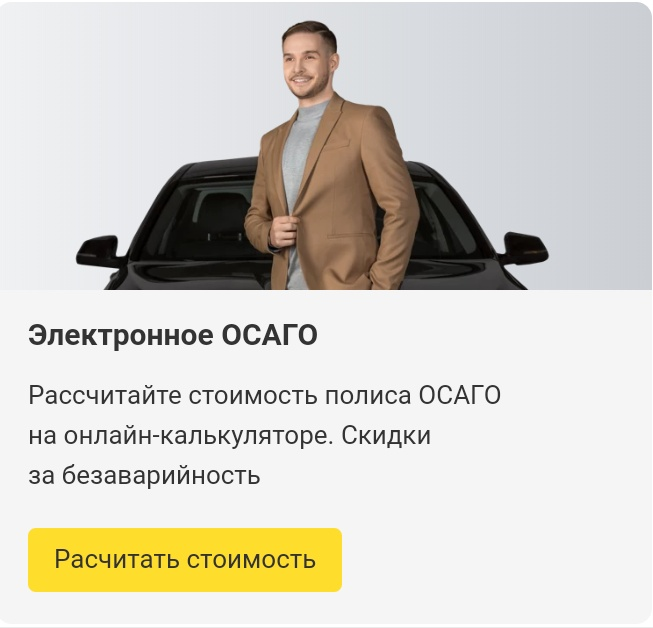 Электронное ОСАГО
Рассчитайте стоимость полиса ОСАГО
на онлайн-калькуляторе. Скидки
за безаварийность
Расчитать стоимость